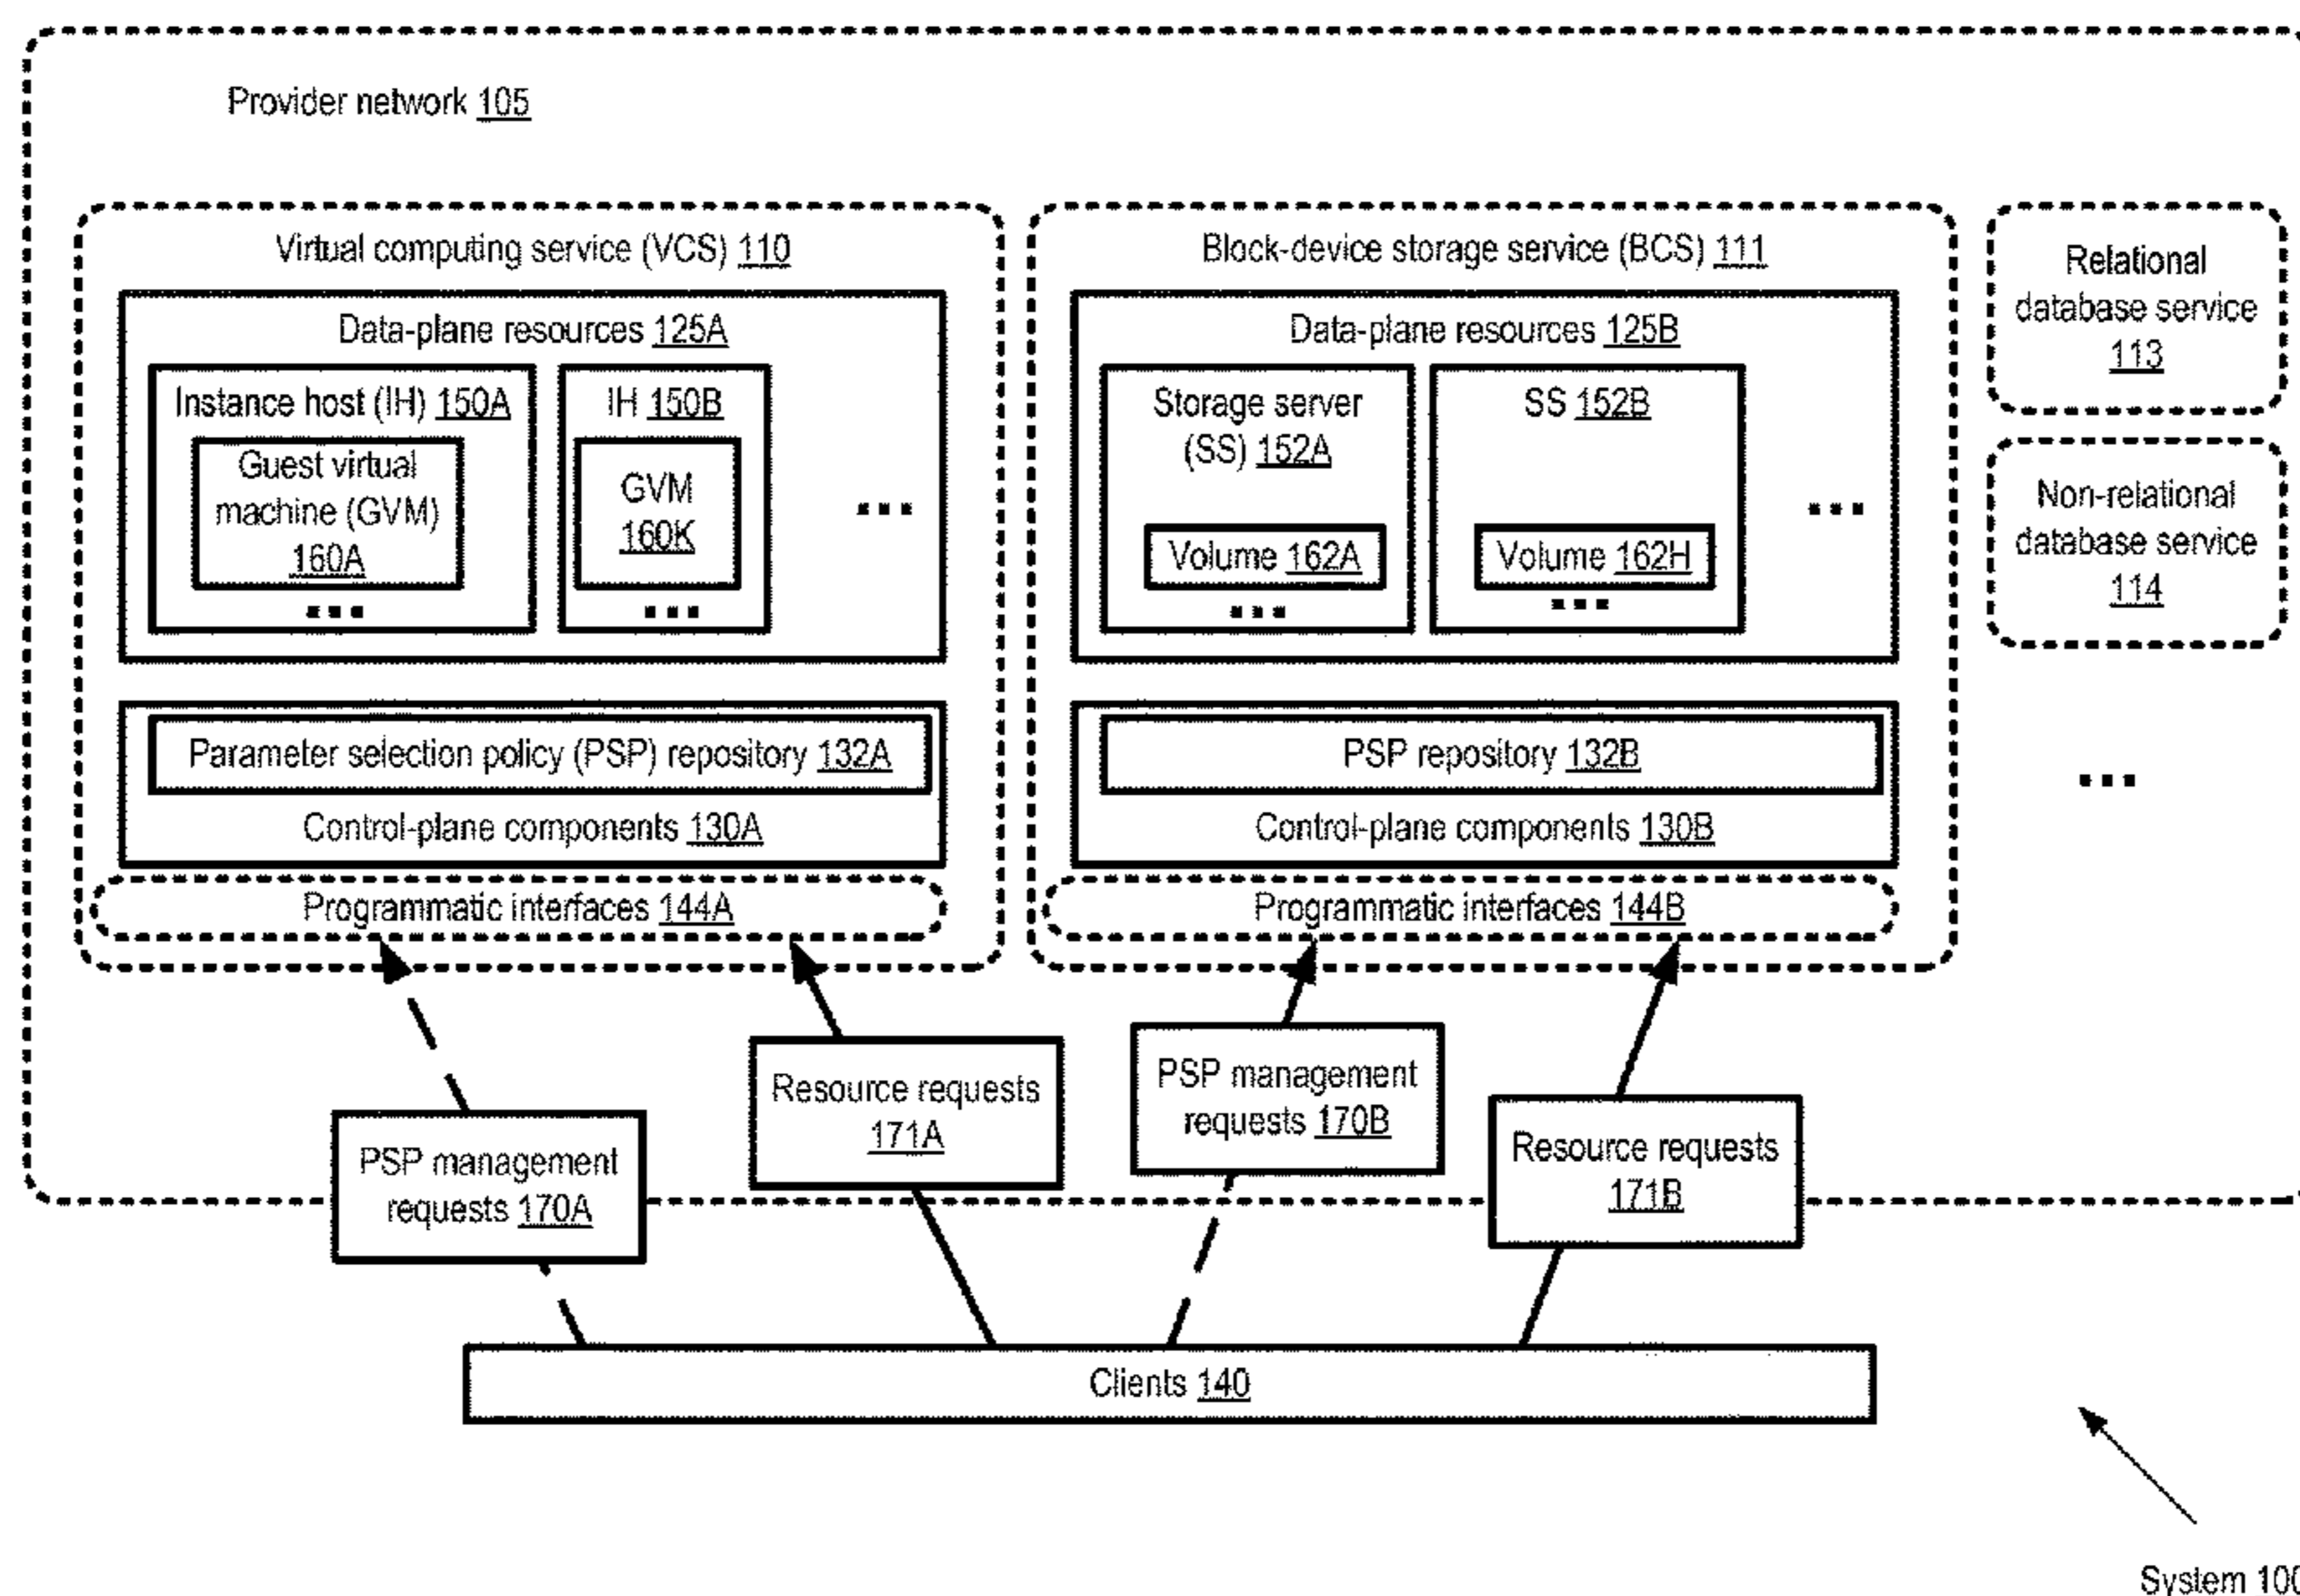 Provider network 105
Virtual computing service (VCS) 110
Data-plane resources 125A
Instance host (IH) 150A
Guest virtual
machine (GVM)
160A
...
IH 150B
GVM
160K
...
...
Parameter selection policy (PSP) repository 132A
Control-plane components 130A
Programmatic interfaces 144A
Block-device storage service (BCS) 111
Data-plane resources 125B
Storage server
(SS) 152A
Volume 162A
...
SS 152B
Volume 162H
...
...
PSP repository 132B
Control-plane components 130B
Programmatic interfaces 144B
Relational
database service
113
Non-relational
database service
114
...
PSP management
requests 170A
Resource requests
171A
PSP management
requests 170B
Resource requests
171B
Clients 140
System 100